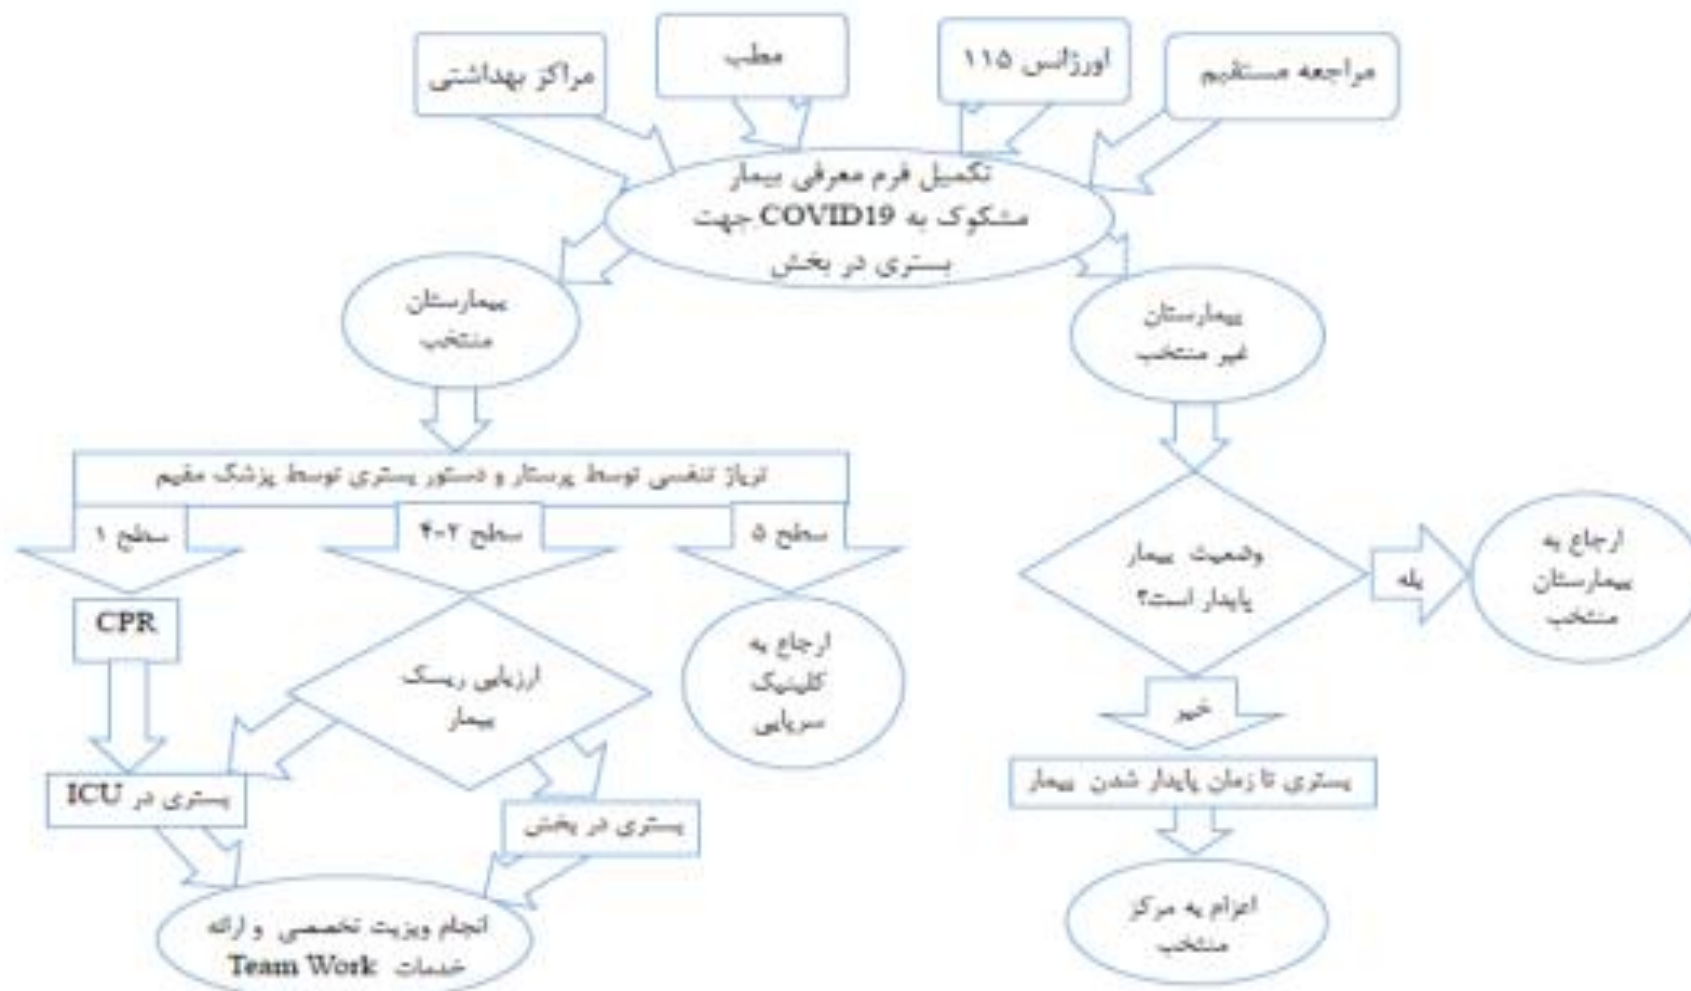 مراجعه مستقیم
اورژانس ۱۱۵
مطب
مراکز بهداشتی
تکمیل فرم معرفی بیمار
مشکوک به COVID19 جهت
بستری در بخش
بیمارستان
غیر منتخب
بیمارستان
منتخب
وضعیت بیمار
پایدار است؟
بله
ارجاع به
بیمارستان
منتخب
خیر
بستری تا زمان پایدار شدن بیمار
اعزام به مرکز
منتخب
تریاژ تنفسی توسط پرستار و دستور بستری توسط پزشک مقیم
سطح ۵
سطح ۲-۴
سطح ۱
ارجاع به
کلینیک
سرپایی
ارزیابی ریسک
بیمار
CPR
بستری در بخش
بستری در ICU
انجام ویزیت تخصصی و ارائه
خدمات Team Work